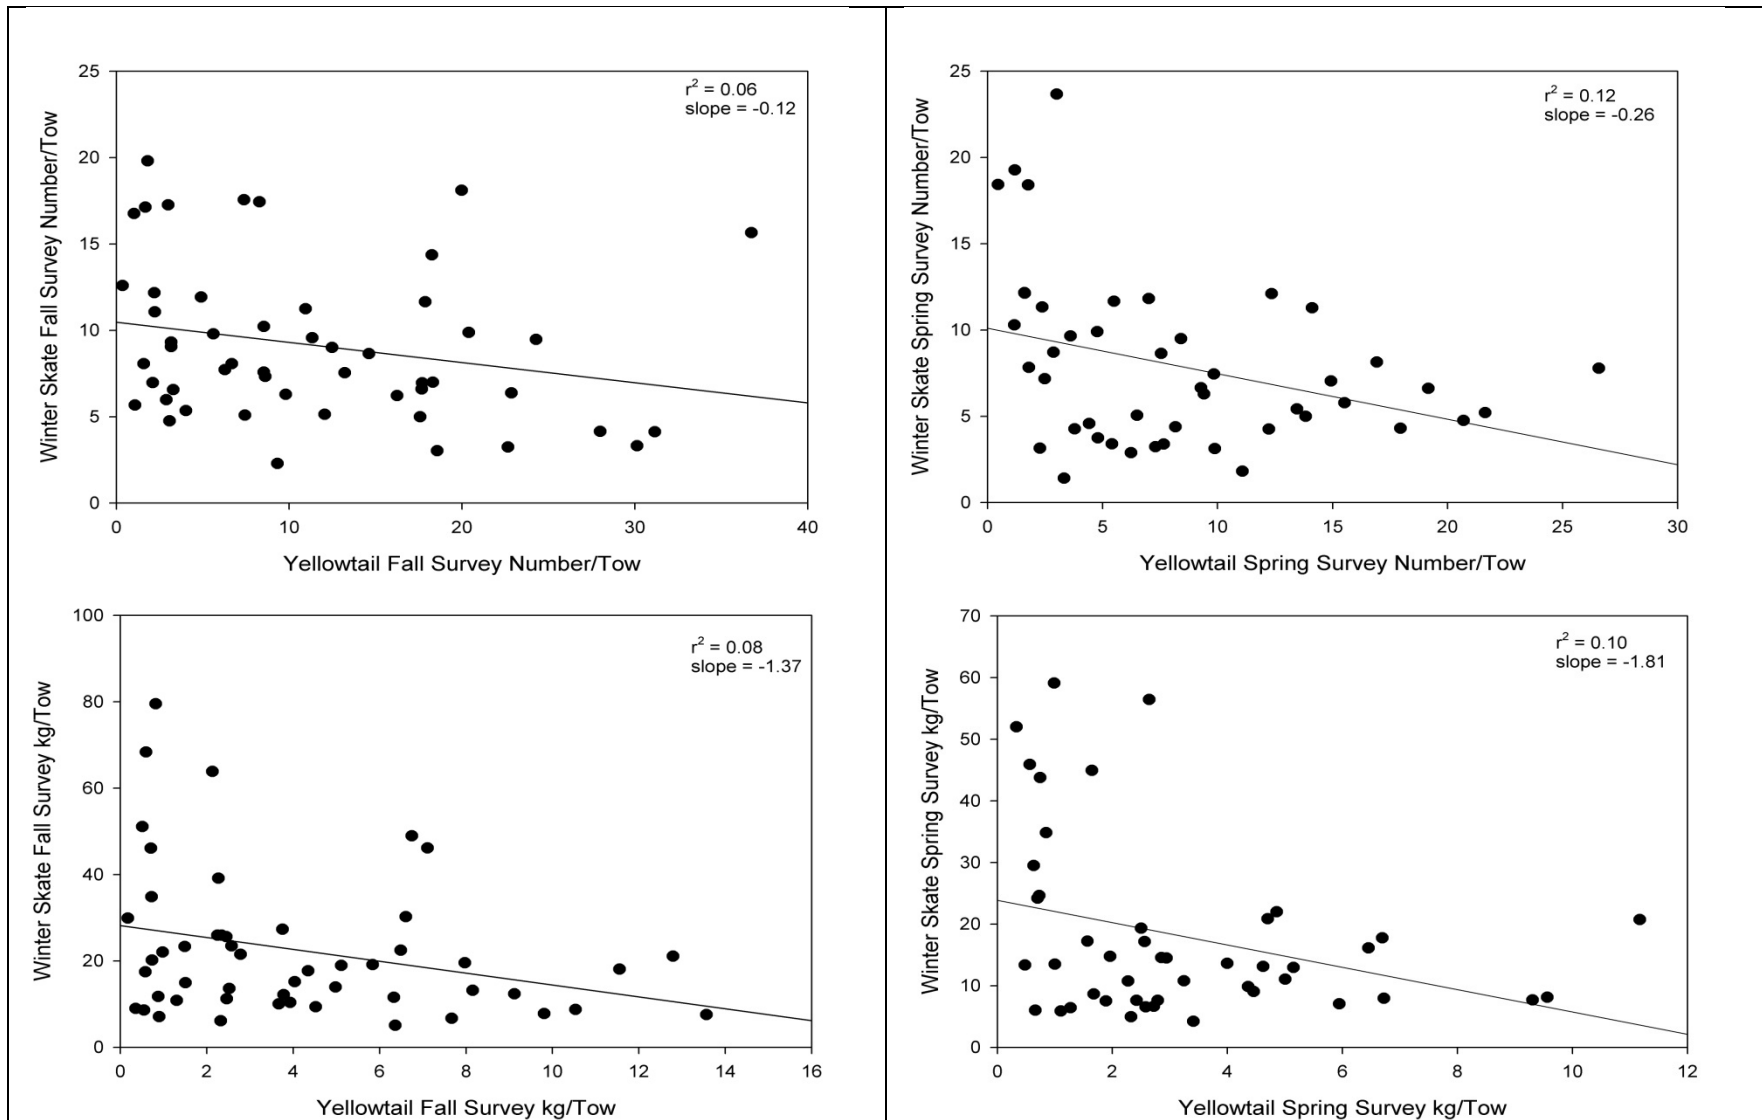 Winter Skate Fall Survey Number/Tow
25
20
15
10
5
0
r² = 0.06
slope = -0.12
0 10 20 30 40
Yellowtail Fall Survey Number/Tow
Winter Skate Spring Survey Number/Tow
25
20
15
10
5
0
r² = 0.12
slope = -0.26
0 5 10 15 20 25 30
Yellowtail Spring Survey Number/Tow
Winter Skate Fall Survey kg/Tow
100
80
60
40
20
0
r² = 0.08
slope = -1.37
0 2 4 6 8 10 12 14 16
Yellowtail Fall Survey kg/Tow
Winter Skate Spring Survey kg/Tow
70
60
50
40
30
20
10
0
r² = 0.10
slope = -1.81
0 2 4 6 8 10 12
Yellowtail Spring Survey kg/Tow